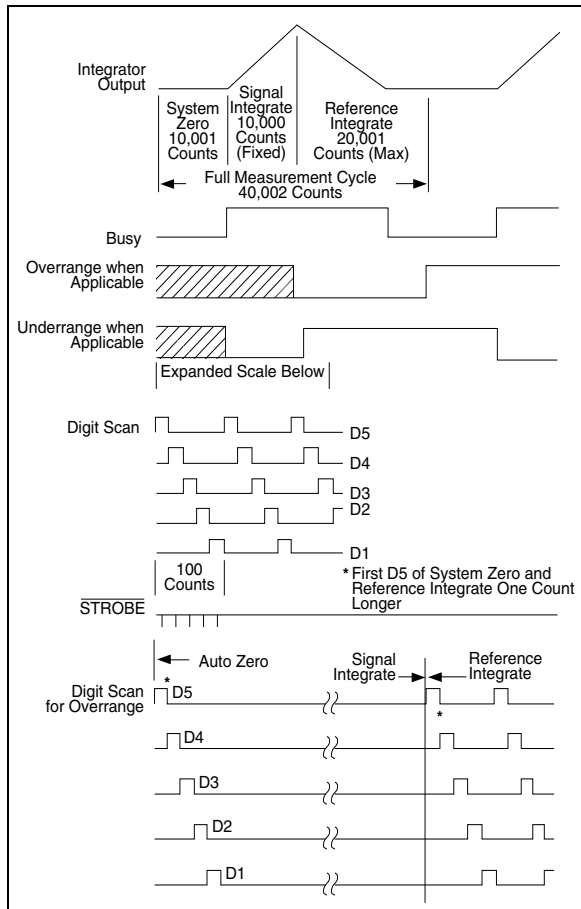 Integrator
Output
System
Zero
10,001
Counts
Signal
Integrate
10,000
Counts
(Fixed)
Reference
Integrate
20,001
Counts (Max)
Full Measurement Cycle
40,002 Counts
Busy
Overrange when
Applicable
Underrange when
Applicable
Expanded Scale Below
Digit Scan
D5
D4
D3
D2
D1
100
Counts
* First D5 of System Zero and
Reference Integrate One Count
Longer
STROBE
Auto Zero
Signal
Integrate
Reference
Integrate
Digit Scan
for Overrange
* D5
*
D4
D3
D2
D1